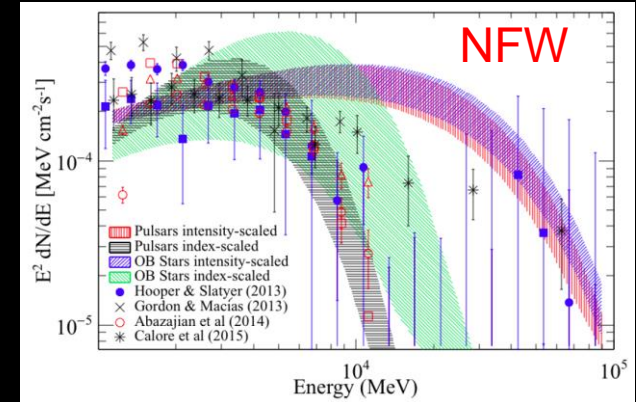 NFW
E² dN/dE [MeV cm⁻²s⁻¹]
10⁻⁴
10⁻⁵
Pulsars intensity-scaled
Pulsars index-scaled
OB Stars intensity-scaled
OB Stars index-scaled
Hooper & Slatyer (2013)
Gordon & Macías (2013)
Abazajian et al (2014)
Calore et al (2015)
10⁴
10⁵
Energy (MeV)